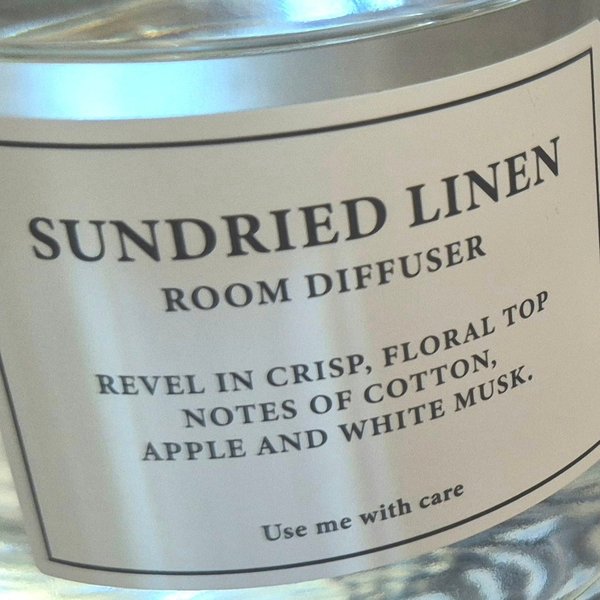 SUNDRIED LINEN
ROOM DIFFUSER
REVEL IN CRISP, FLORAL TOP
NOTES OF COTTON,
APPLE AND WHITE MUSK.
Use me with care